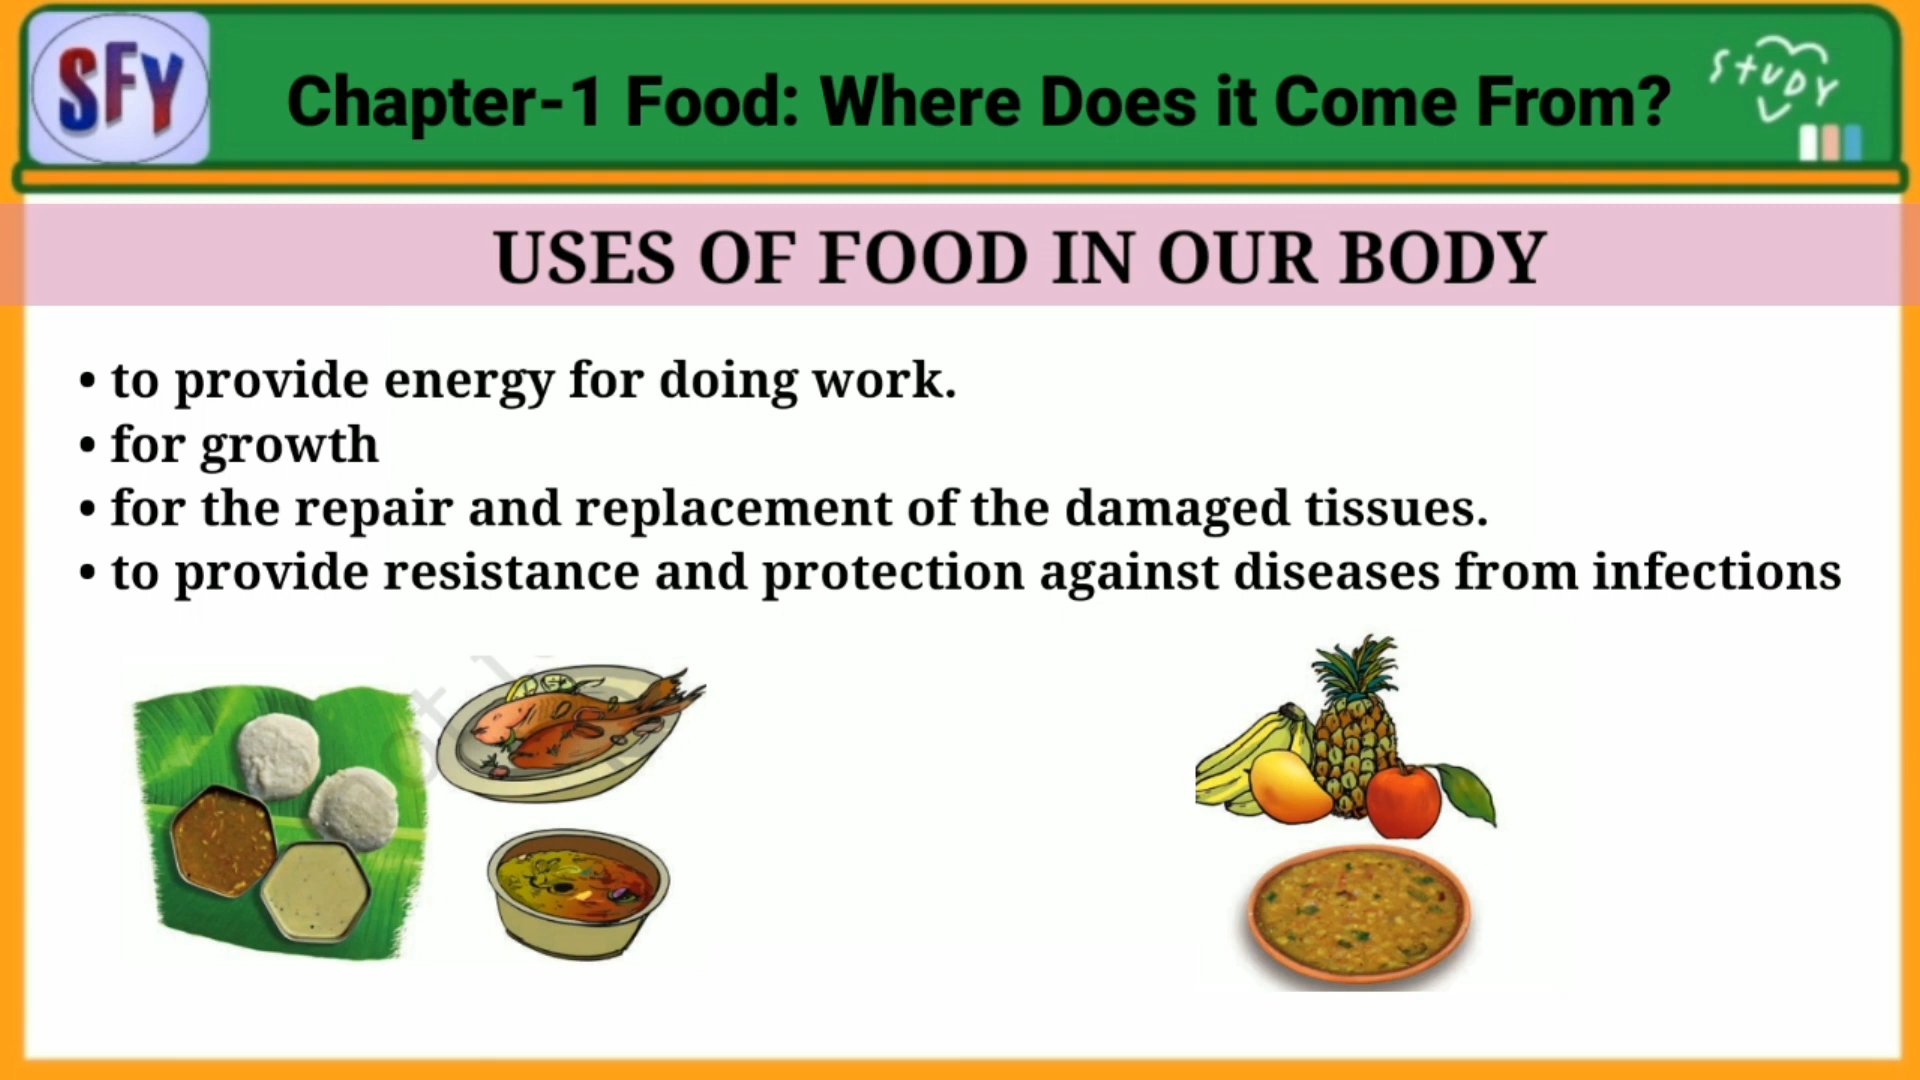 SFY
Chapter-1 Food: Where Does it Come From?
STUDY
USES OF FOOD IN OUR BODY
• to provide energy for doing work.
• for growth
• for the repair and replacement of the damaged tissues.
• to provide resistance and protection against diseases from infections